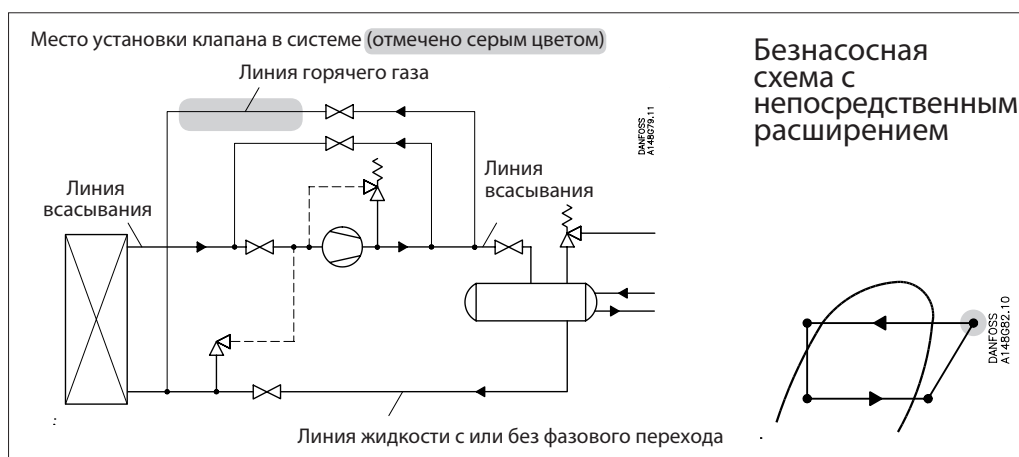 Место установки клапана в системе (отмечено серым цветом)
Линия горячего газа
DANFOSS
A148G79.11
Безнасосная
схема с
непосредственным
расширением
Линия
всасывания
Линия
всасывания
DANFOSS
A148G82.10
Линия жидкости с или без фазового перехода